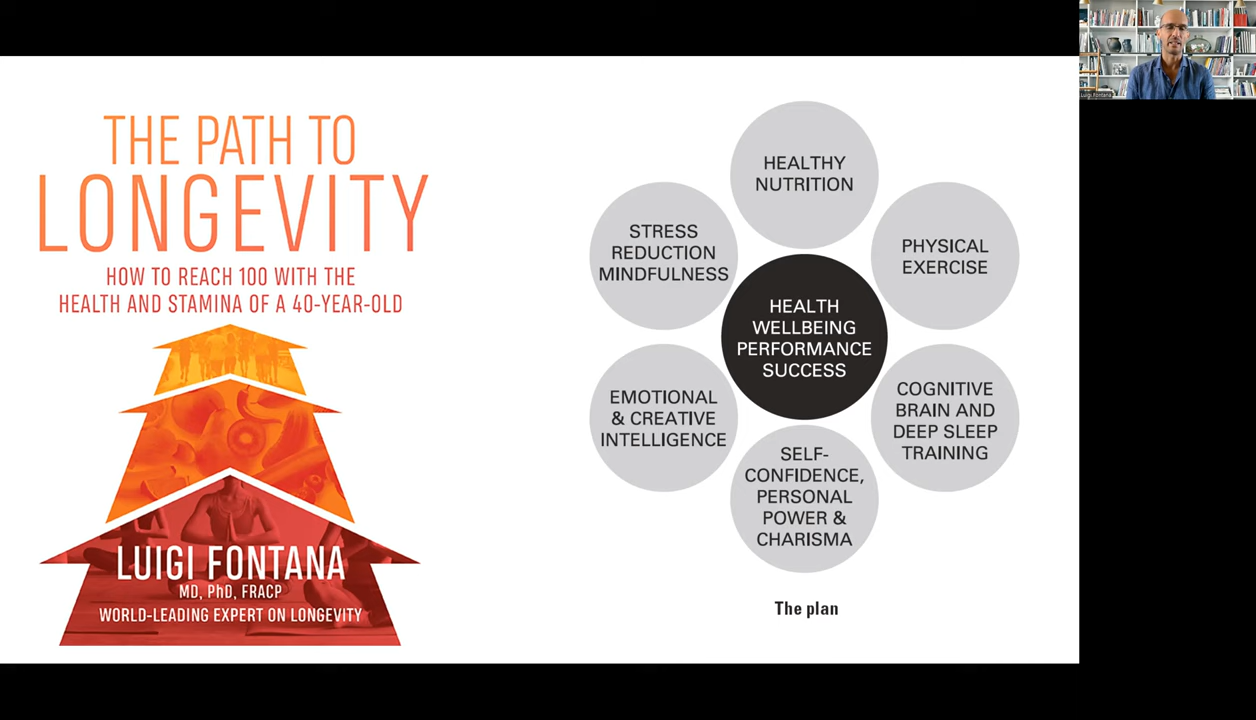 THE PATH TO
LONGEVITY
HOW TO REACH 100 WITH THE
HEALTH AND STAMINA OF A 40-YEAR-OLD
LUIGI FONTANA
MD, PhD, FRACP
WORLD-LEADING EXPERT ON LONGEVITY
HEALTHY
NUTRITION
STRESS
REDUCTION
MINDFULNESS
PHYSICAL
EXERCISE
HEALTH
WELLBEING
PERFORMANCE
SUCCESS
EMOTIONAL
& CREATIVE
INTELLIGENCE
COGNITIVE
BRAIN AND
DEEP SLEEP
TRAINING
SELF-
CONFIDENCE,
PERSONAL
POWER &
CHARISMA
The plan
Luigi Fontana